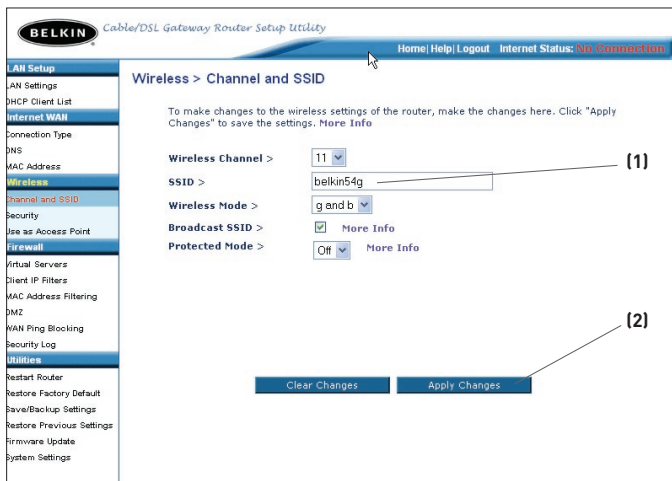 BELKIN Cable/DSL Gateway Router Setup Utility
Home| Help| Logout Internet Status: No Connection
LAN Setup
LAN Settings
DHCP Client List
Internet WAN
Connection Type
DNS
MAC Address
Wireless
Channel and SSID
Security
Use as Access Point
Firewall
Virtual Servers
Client IP Filters
MAC Address Filtering
DMZ
WAN Ping Blocking
Security Log
Utilities
Restart Router
Restore Factory Default
Save/Backup Settings
Restore Previous Settings
Firmware Update
System Settings
Wireless > Channel and SSID
To make changes to the wireless settings of the router, make the changes here. Click "Apply
Changes" to save the settings. More Info
Wireless Channel > 11
SSID > belkin54g
(1)
Wireless Mode > g and b
Broadcast SSID > More Info
Protected Mode > Off More Info
(2)
Clear Changes Apply Changes